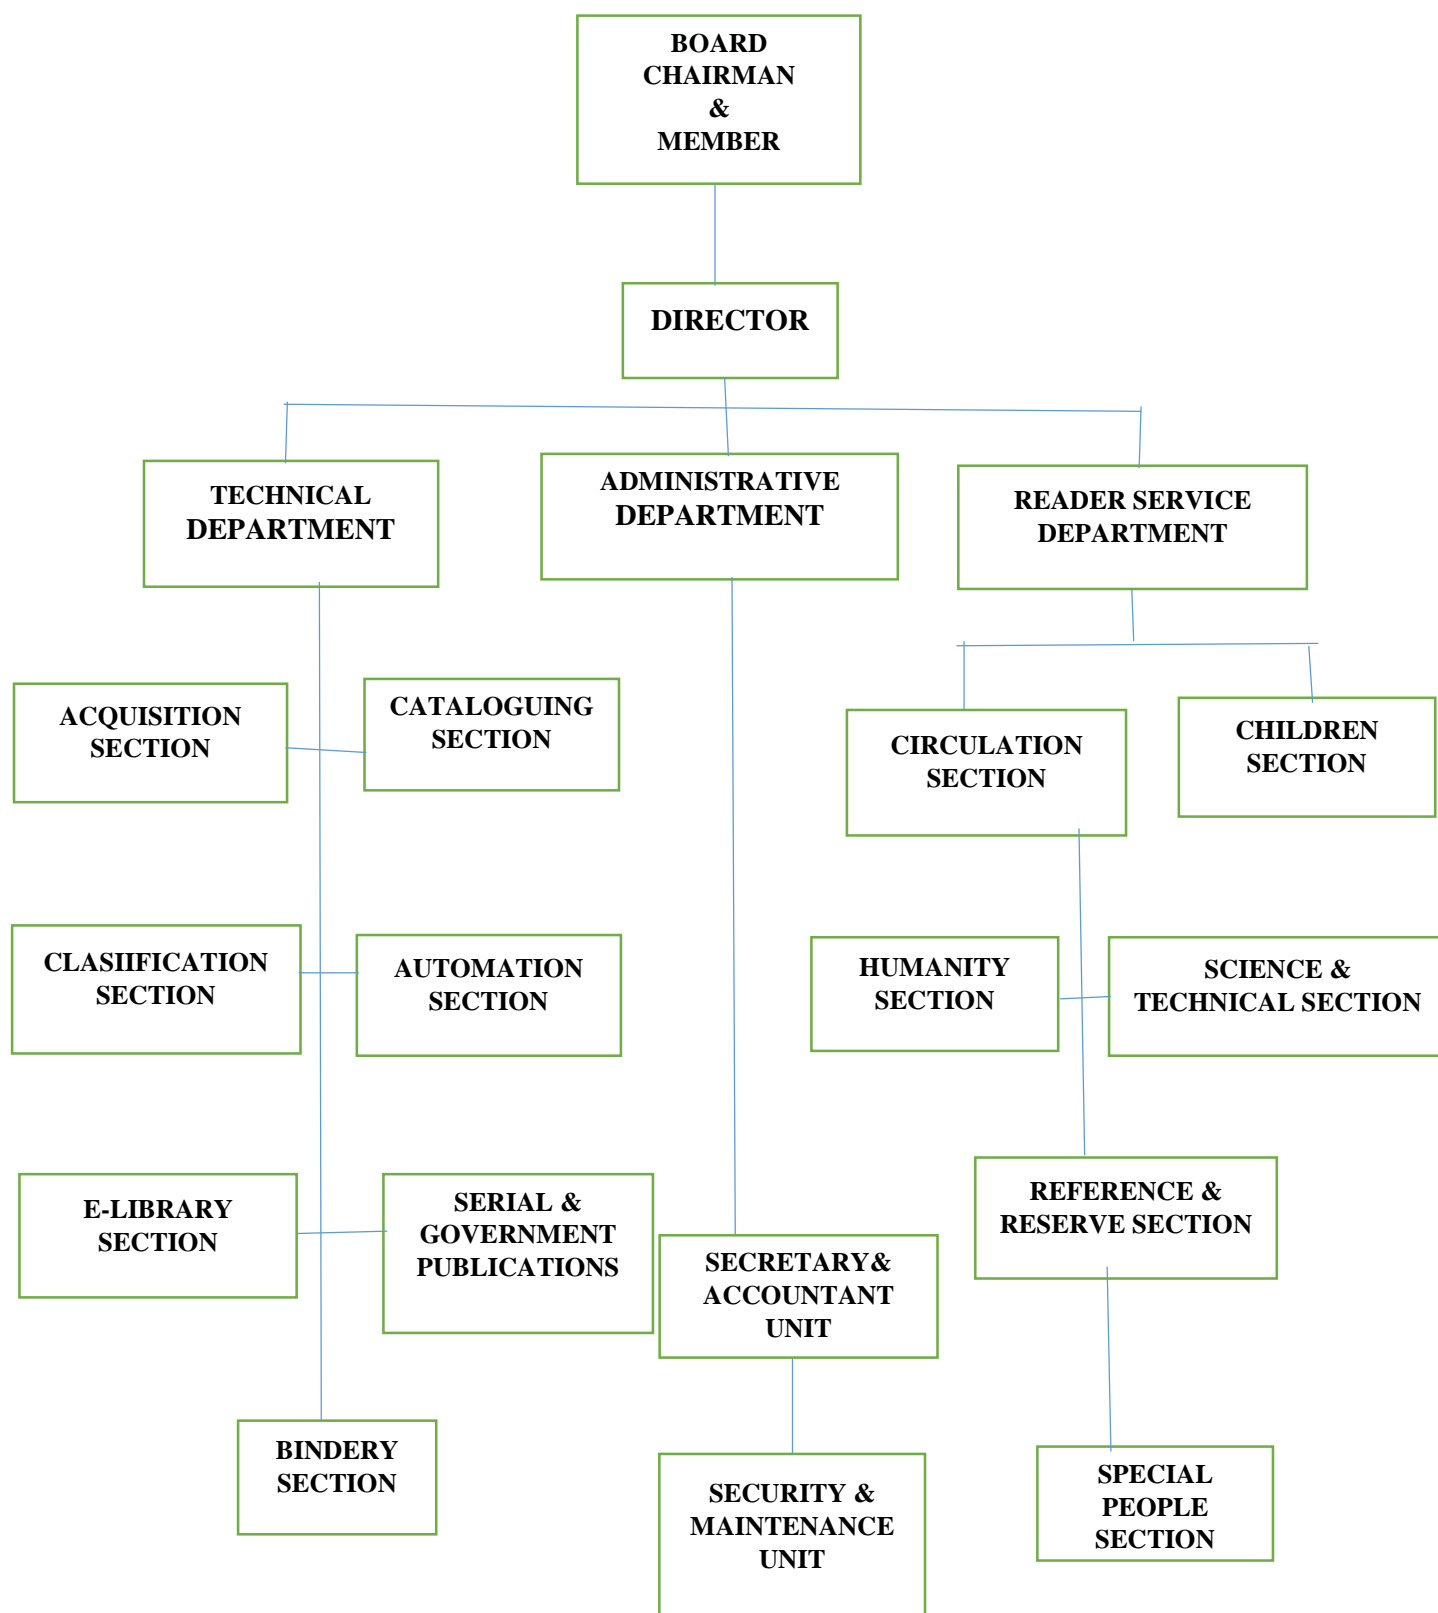 BOARD
CHAIRMAN
&
MEMBER
DIRECTOR
TECHNICAL
DEPARTMENT
ADMINISTRATIVE
DEPARTMENT
READER SERVICE
DEPARTMENT
ACQUISITION
SECTION
CATALOGUING
SECTION
CIRCULATION
SECTION
CHILDREN
SECTION
CLASIIFICATION
SECTION
AUTOMATION
SECTION
HUMANITY
SECTION
SCIENCE &
TECHNICAL SECTION
E-LIBRARY
SECTION
SERIAL &
GOVERNMENT
PUBLICATIONS
SECRETARY&
ACCOUNTANT
UNIT
REFERENCE &
RESERVE SECTION
BINDERY
SECTION
SECURITY &
MAINTENANCE
UNIT
SPECIAL
PEOPLE
SECTION